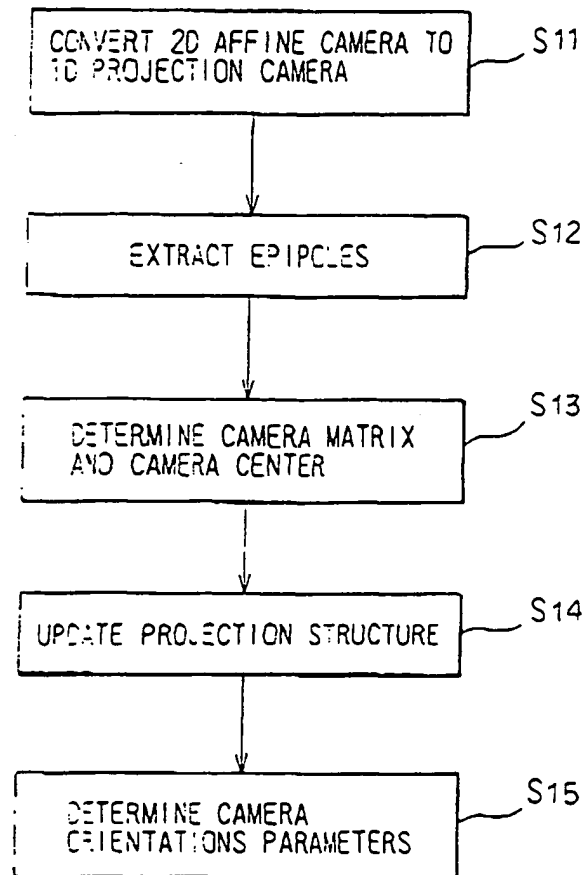 CONVERT 2D AFFINE CAMERA TO
1D PROJECTION CAMERA
S11
EXTRACT EPIPOLES
S12
DETERMINE CAMERA MATRIX
AND CAMERA CENTER
S13
UPDATE PROJECTION STRUCTURE
S14
DETERMINE CAMERA
ORIENTATIONS PARAMETERS
S15